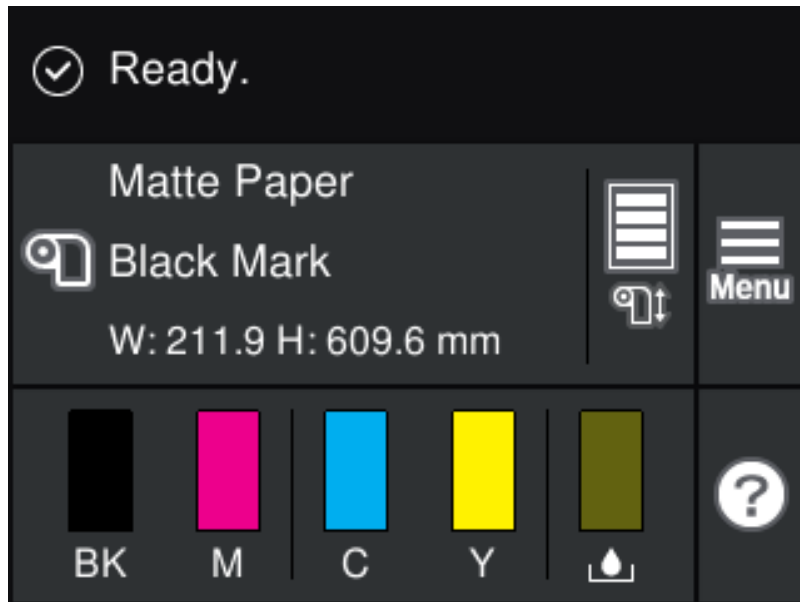 Ready.
Matte Paper
Black Mark
W: 211.9 H: 609.6 mm
Menu
BK M C Y
?